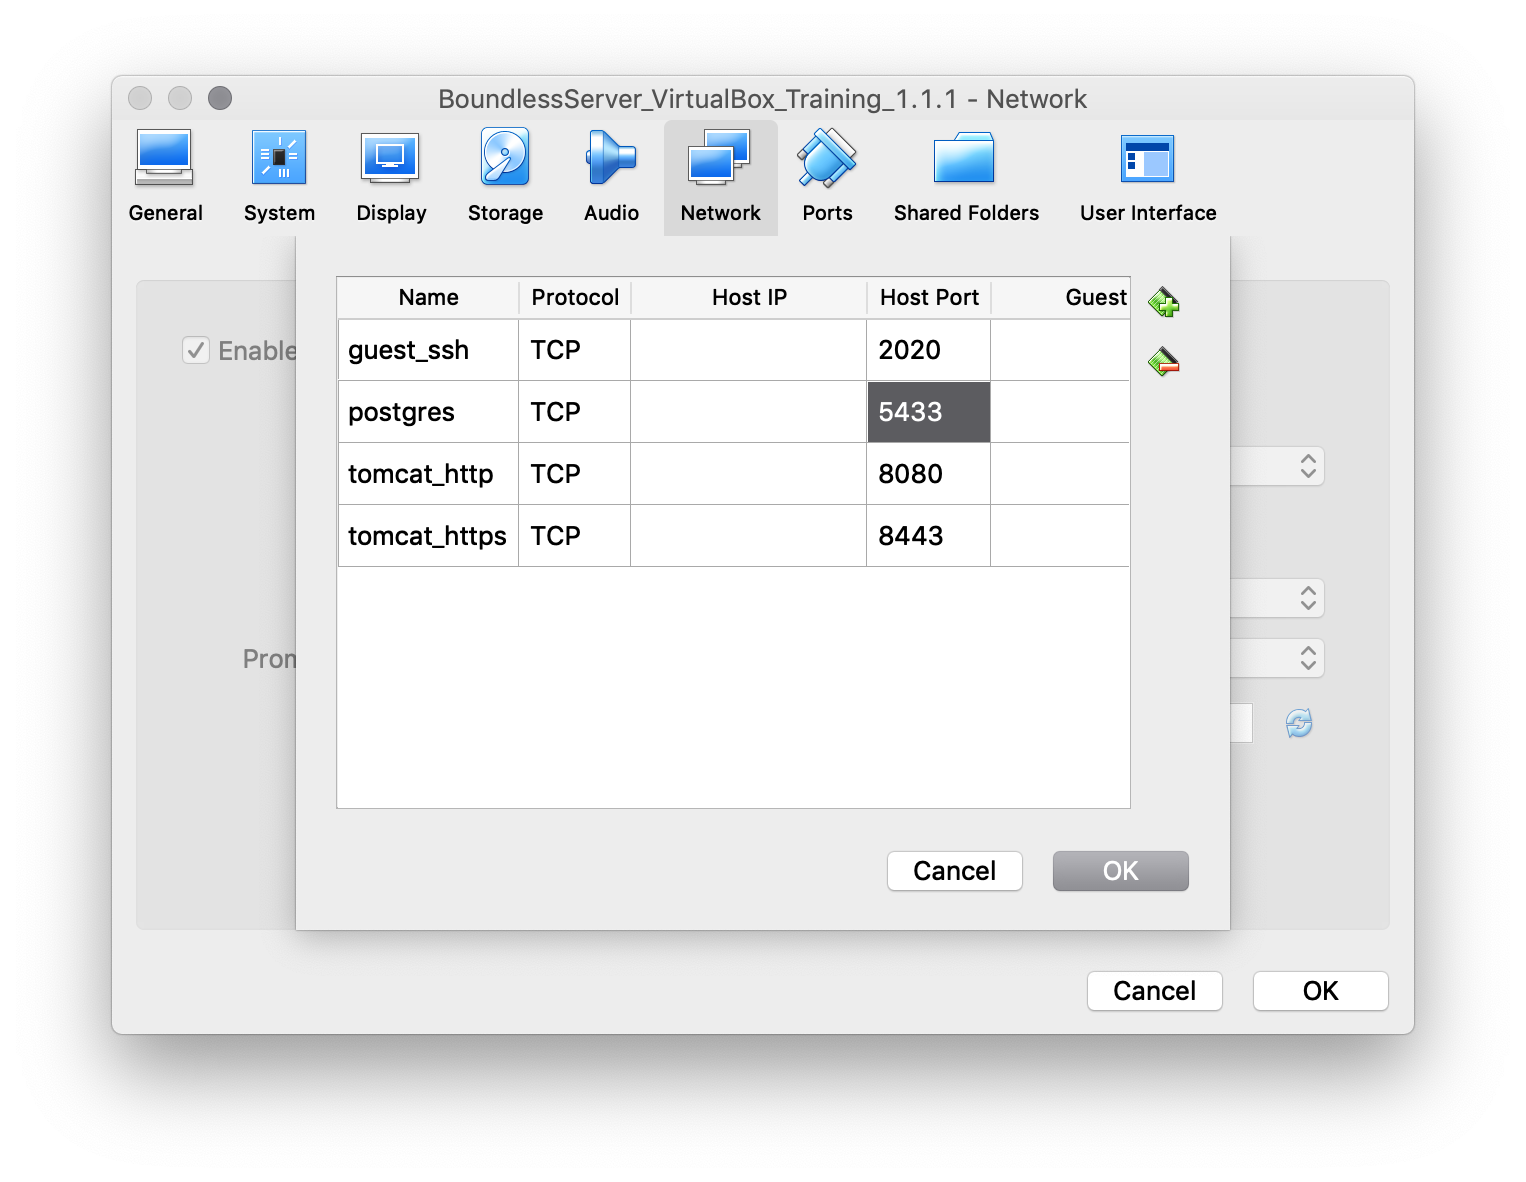 BoundlessServer_VirtualBox_Training_1.1.1 - Network
General System Display Storage Audio Network Ports Shared Folders User Interface
Name Protocol Host IP Host Port Guest
Enable
guest_ssh TCP 2020
postgres TCP 5433
tomcat_http TCP 8080
tomcat_https TCP 8443
Prom
Cancel OK
Cancel OK